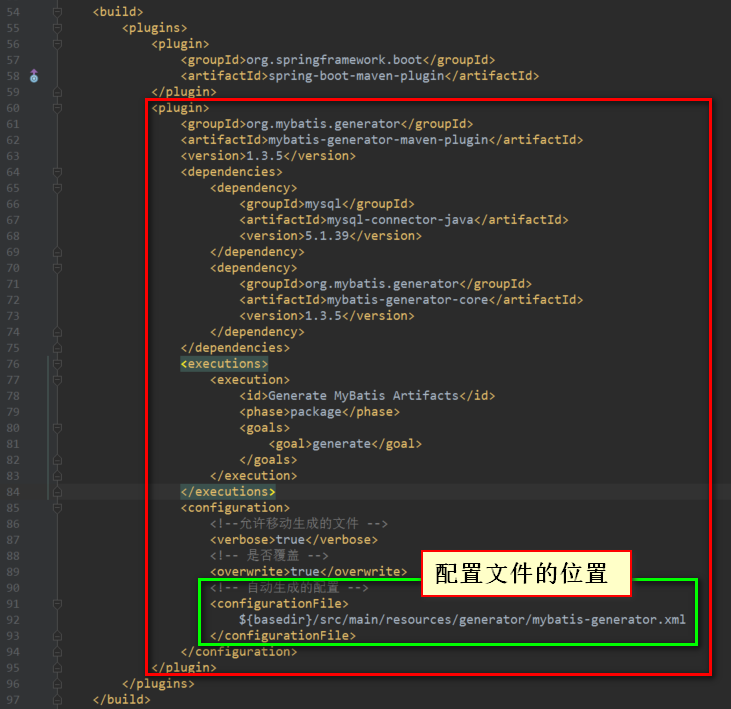 54 <build>
55 <plugins>
56 <plugin>
57 <groupId>org.springframework.boot</groupId>
58 <artifactId>spring-boot-maven-plugin</artifactId>
59 </plugin>
60 <plugin>
61 <groupId>org.mybatis.generator</groupId>
62 <artifactId>mybatis-generator-maven-plugin</artifactId>
63 <version>1.3.5</version>
64 <dependencies>
65 <dependency>
66 <groupId>mysql</groupId>
67 <artifactId>mysql-connector-java</artifactId>
68 <version>5.1.39</version>
69 </dependency>
70 <dependency>
71 <groupId>org.mybatis.generator</groupId>
72 <artifactId>mybatis-generator-core</artifactId>
73 <version>1.3.5</version>
74 </dependency>
75 </dependencies>
76 <executions>
77 <execution>
78 <id>Generate MyBatis Artifacts</id>
79 <phase>package</phase>
80 <goals>
81 <goal>generate</goal>
82 </goals>
83 </execution>
84 </executions>
85 <configuration>
86 <!--允许移动生成的文件 -->
87 <verbose>true</verbose>
88 <!-- 是否覆盖 -->
89 <overwrite>true</overwrite>
配置文件的位置
90 <!-- 自动生成的配置 -->
91 <configurationFile>
92 ${basedir}/src/main/resources/generator/mybatis-generator.xml
93 </configurationFile>
94 </configuration>
95 </plugin>
96 </plugins>
97 </build>